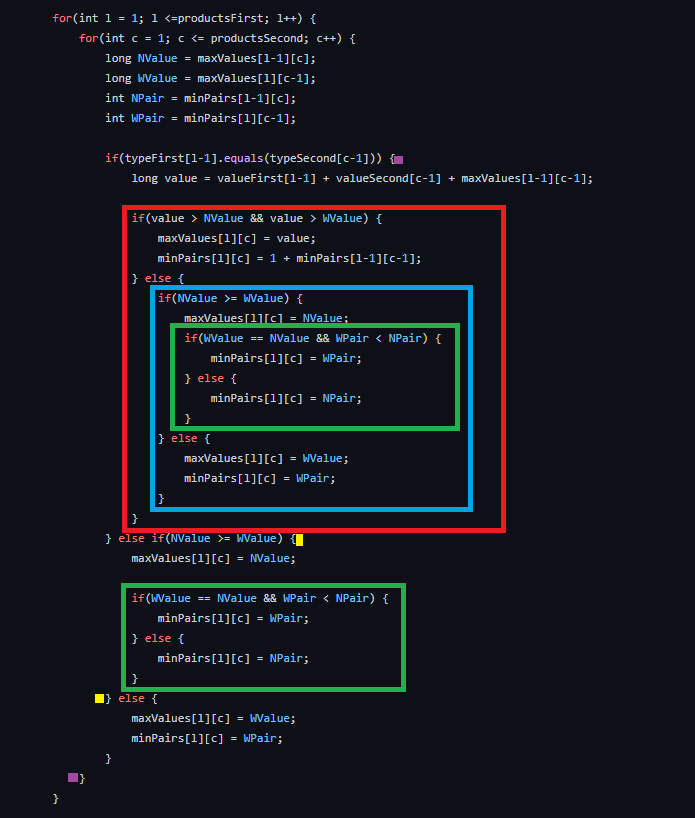 for(int l = 1; l <=productsFirst; l++) {
for(int c = 1; c <= productsSecond; c++) {
long NValue = maxValues[l-1][c];
long WValue = maxValues[l][c-1];
int NPair = minPairs[l-1][c];
int WPair = minPairs[l][c-1];
if(typeFirst[l-1].equals(typeSecond[c-1])) {
long value = valueFirst[l-1] + valueSecond[c-1] + maxValues[l-1][c-1];
if(value > NValue && value > WValue) {
maxValues[l][c] = value;
minPairs[l][c] = 1 + minPairs[l-1][c-1];
} else {
if(NValue >= WValue) {
maxValues[l][c] = NValue;
if(WValue == NValue && WPair < NPair) {
minPairs[l][c] = WPair;
} else {
minPairs[l][c] = NPair;
}
} else {
maxValues[l][c] = WValue;
minPairs[l][c] = WPair;
}
}
} else if(NValue >= WValue) {
maxValues[l][c] = NValue;
if(WValue == NValue && WPair < NPair) {
minPairs[l][c] = WPair;
} else {
minPairs[l][c] = NPair;
}
} else {
maxValues[l][c] = WValue;
minPairs[l][c] = WPair;
}
}
}